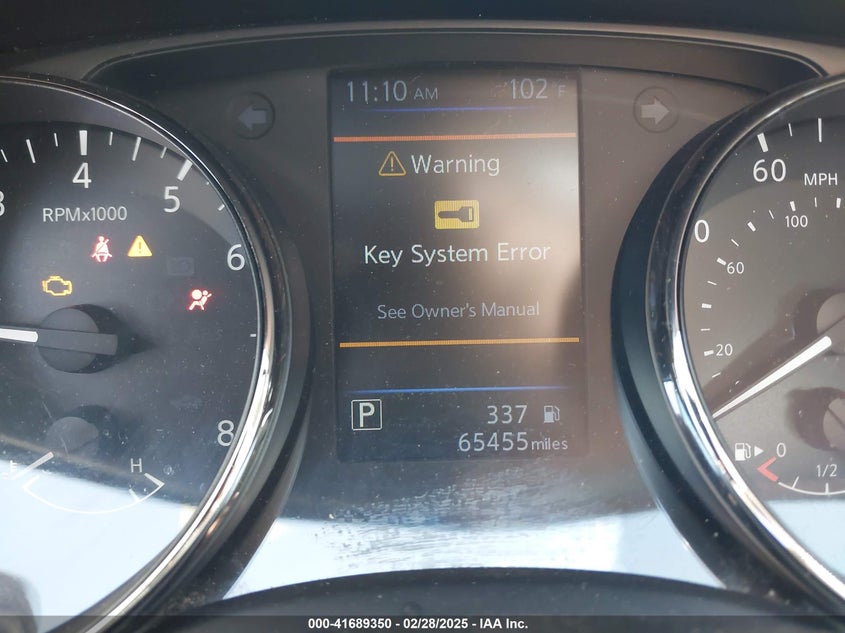 11:10 AM 102 F
Warning
Key System Error
See Owner's Manual
P 337
65455 miles
4
5
6
8
RPMx1000
H
60
MPH
100
0
60
20
0
1/2
000-41689350 - 02/28/2025 - IAA Inc.